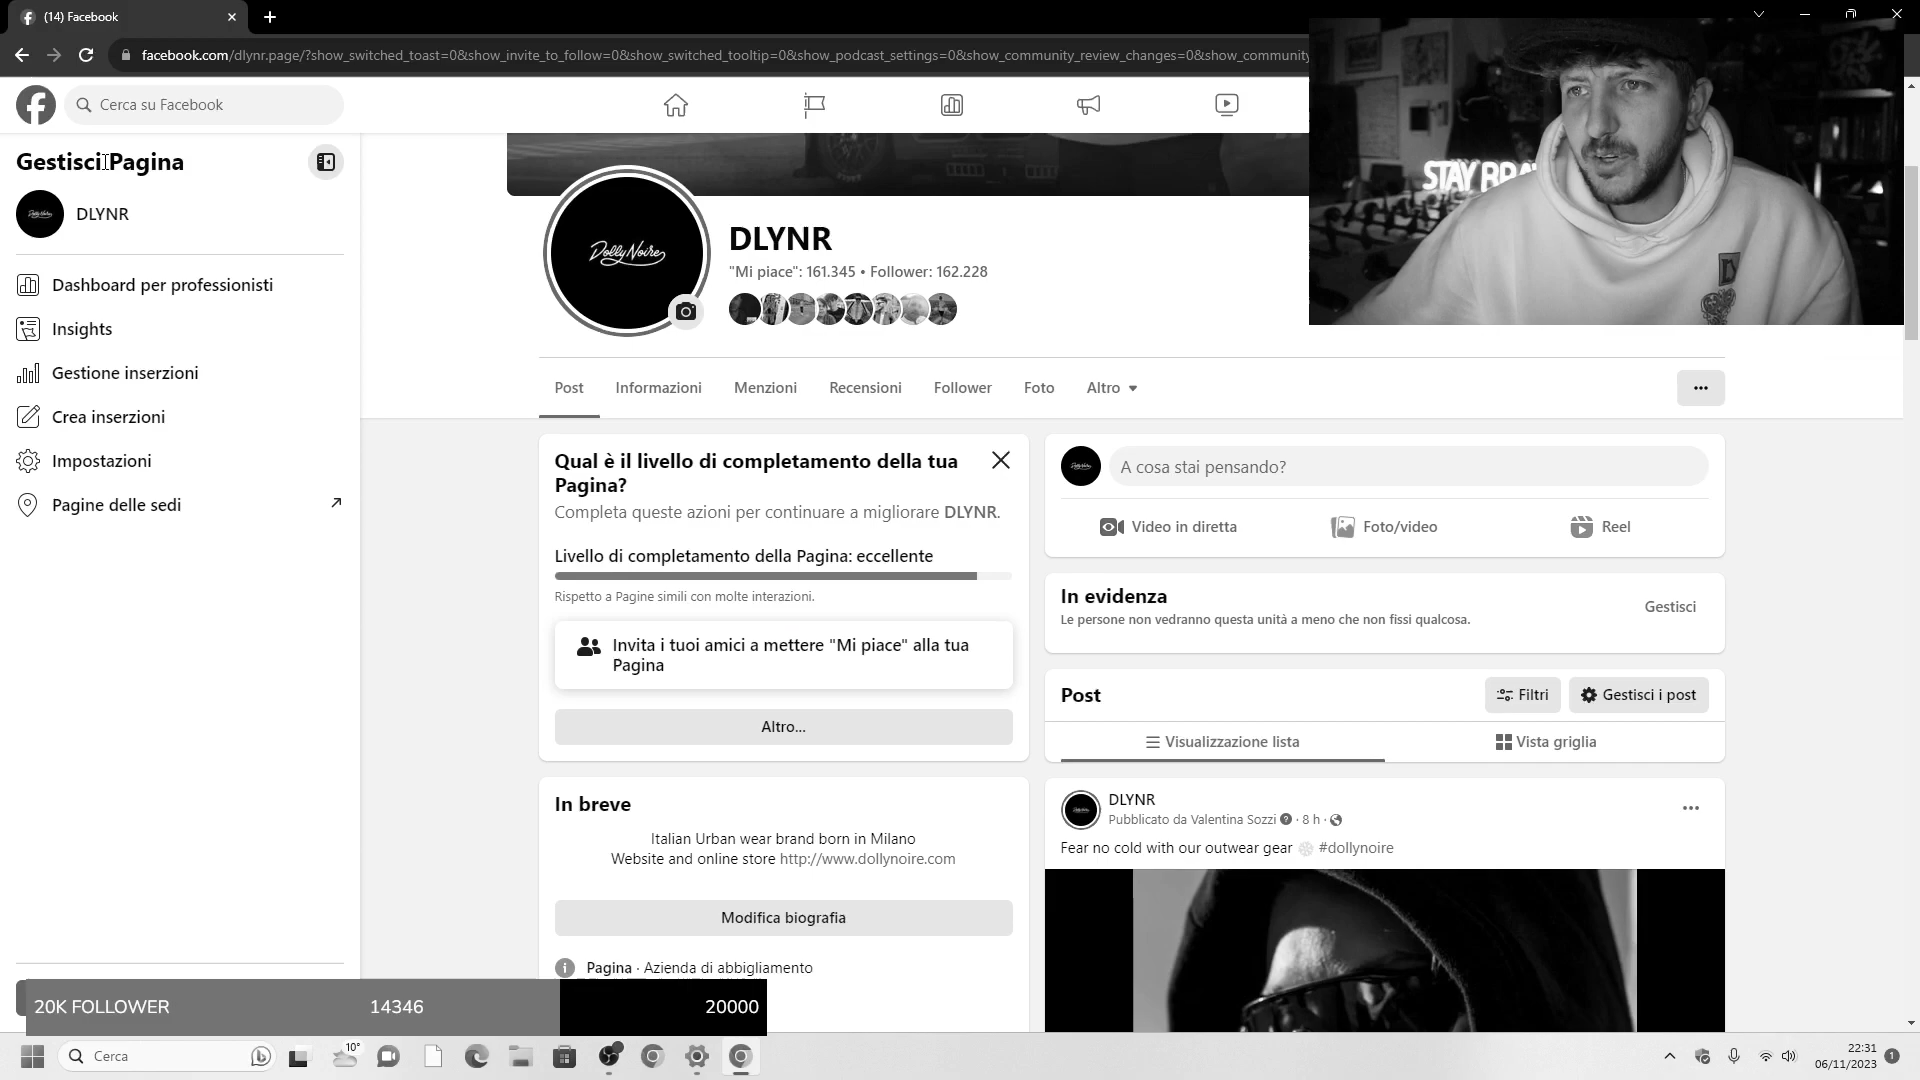 (14) Facebook
facebook.com/dlynr.page/?show_switched_toast=0&show_invite_to_follow=0&show_switched_tooltip=0&show_podcast_settings=0&show_community_review_changes=0&show_community
Cerca su Facebook
STAY BRA
Gestisci Pagina
DLYNR
Dashboard per professionisti
Insights
Gestione inserzioni
Crea inserzioni
Impostazioni
Pagine delle sedi
DollyNoire
DLYNR
"Mi piace": 161.345 • Follower: 162.228
Post
Informazioni
Menzioni
Recensioni
Follower
Foto
Altro
Qual è il livello di completamento della tua
Pagina?
Completa queste azioni per continuare a migliorare DLYNR.
Livello di completamento della Pagina: eccellente
Rispetto a Pagine simili con molte interazioni.
Invita i tuoi amici a mettere "Mi piace" alla tua
Pagina
Altro...
In breve
Italian Urban wear brand born in Milano
Website and online store http://www.dollynoire.com
Modifica biografia
Pagina · Azienda di abbigliamento
A cosa stai pensando?
Video in diretta
Foto/video
Reel
In evidenza
Le persone non vedranno questa unità a meno che non fissi qualcosa.
Gestisci
Post
Filtri
Gestisci i post
Visualizzazione lista
Vista griglia
DLYNR
Pubblicato da Valentina Sozzi · 8 h ·
Fear no cold with our outwear gear #dollynoire
20K FOLLOWER
14346
20000
Cerca
10°
22:31
06/11/2023
1